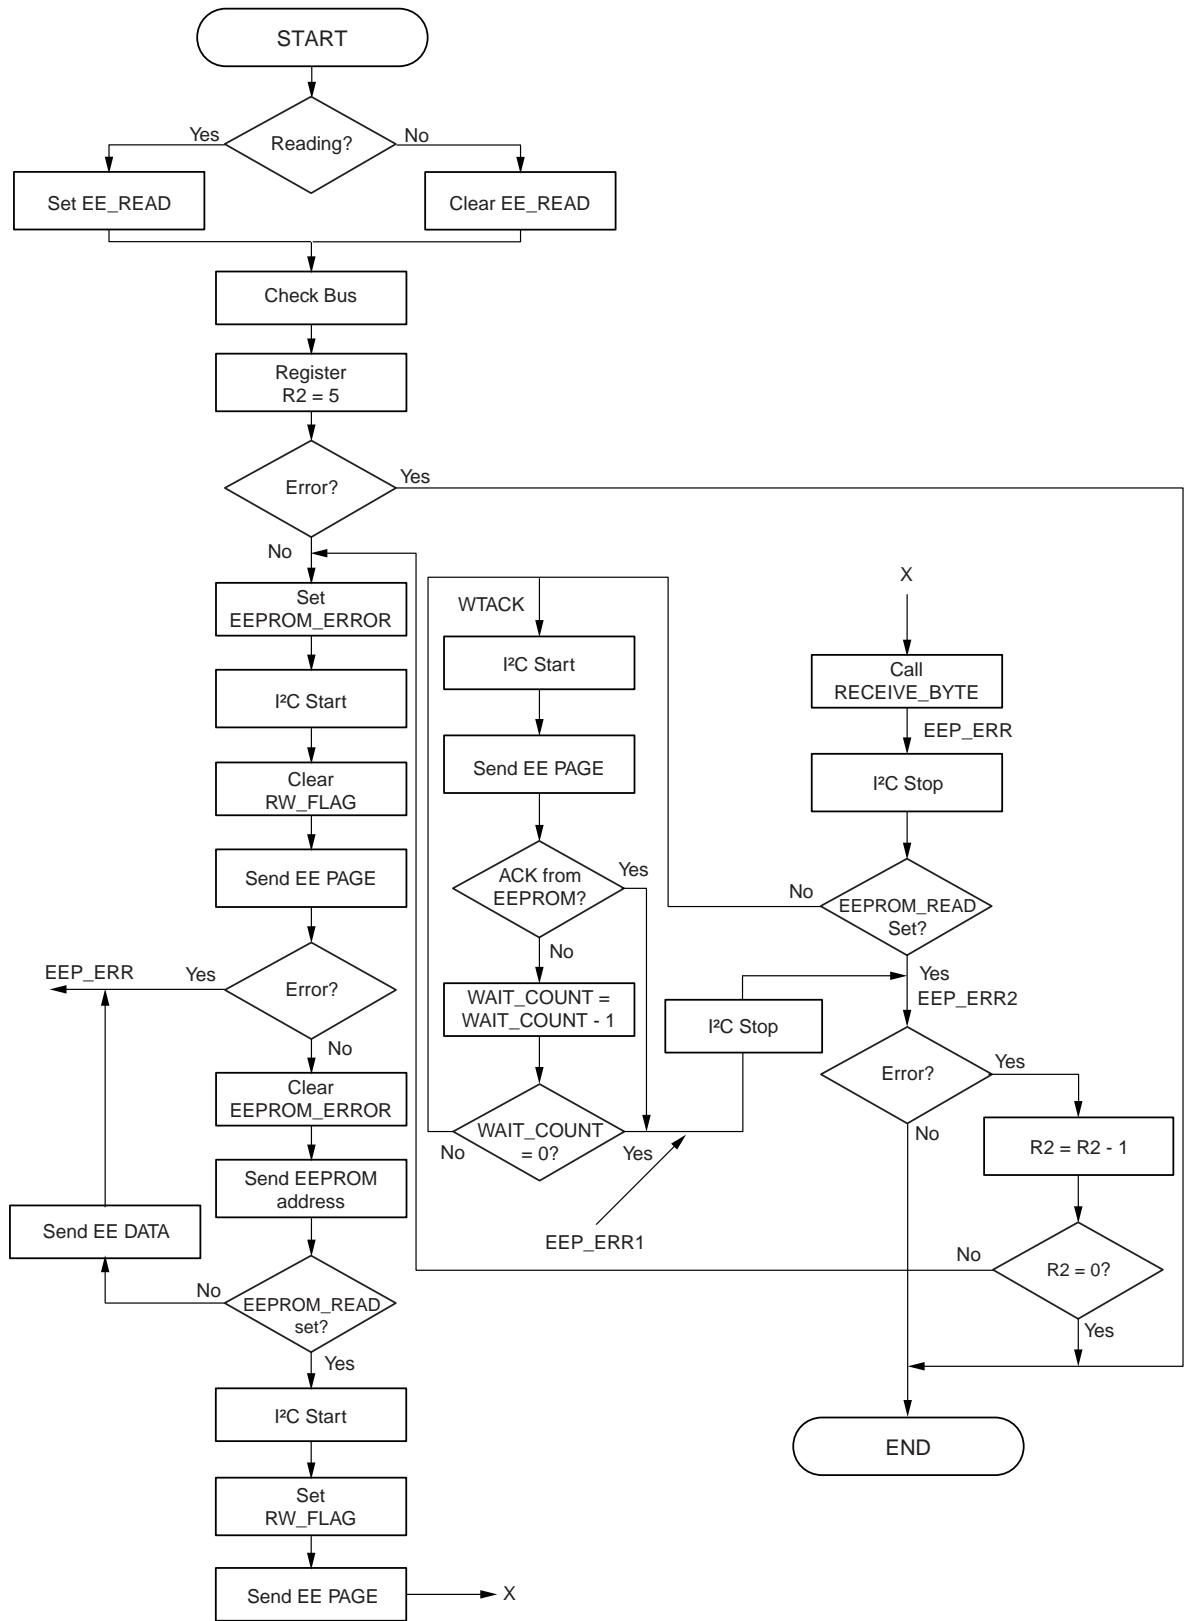 START
Reading?
Yes
No
Set EE_READ
Clear EE_READ
Check Bus
Register
R2 = 5
Error?
Yes
No
Set
EEPROM_ERROR
I²C Start
Clear
RW_FLAG
Send EE PAGE
EEP_ERR
Yes
Error?
No
Clear
EEPROM_ERROR
Send EEPROM
address
Send EE DATA
No
EEPROM_READ
set?
Yes
I²C Start
Set
RW_FLAG
Send EE PAGE
X
WTACK
I²C Start
Send EE PAGE
ACK from
EEPROM?
Yes
No
WAIT_COUNT =
WAIT_COUNT - 1
WAIT_COUNT
= 0?
No
Yes
EEP_ERR1
I²C Stop
X
Call
RECEIVE_BYTE
EEP_ERR
I²C Stop
No
EEPROM_READ
Set?
Yes
EEP_ERR2
Error?
Yes
No
R2 = R2 - 1
No
R2 = 0?
Yes
END